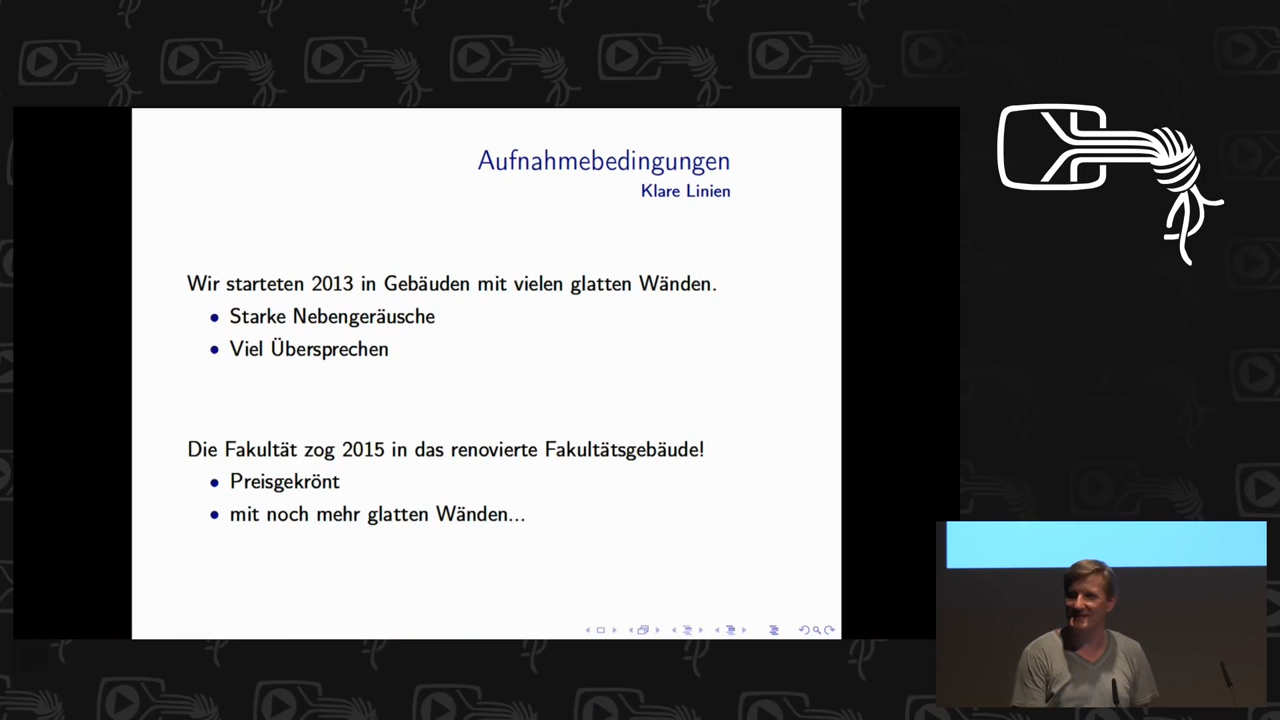 Aufnahmebedingungen
Klare Linien
Wir starteten 2013 in Gebäuden mit vielen glatten Wänden.
• Starke Nebengeräusche
• Viel Übersprechen
Die Fakultät zog 2015 in das renovierte Fakultätsgebäude!
• Preisgekrönt
• mit noch mehr glatten Wänden...